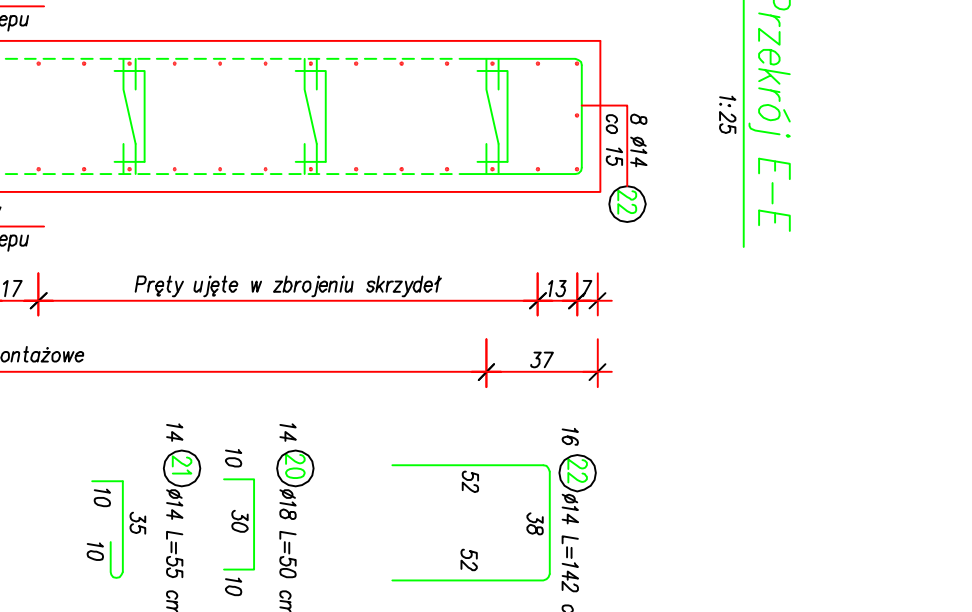 epu
Przekrój E-E
1:25
8 ø14
co 15
22
epu
17
Pręty ujęte w zbrojeniu skrzydeł
13
7
ontażowe
37
14 21 ø14 L=55 cm
10
35
10
14 20 ø18 L=50 cm
10
30
10
16 22 ø14 L=142 c
52
38
52